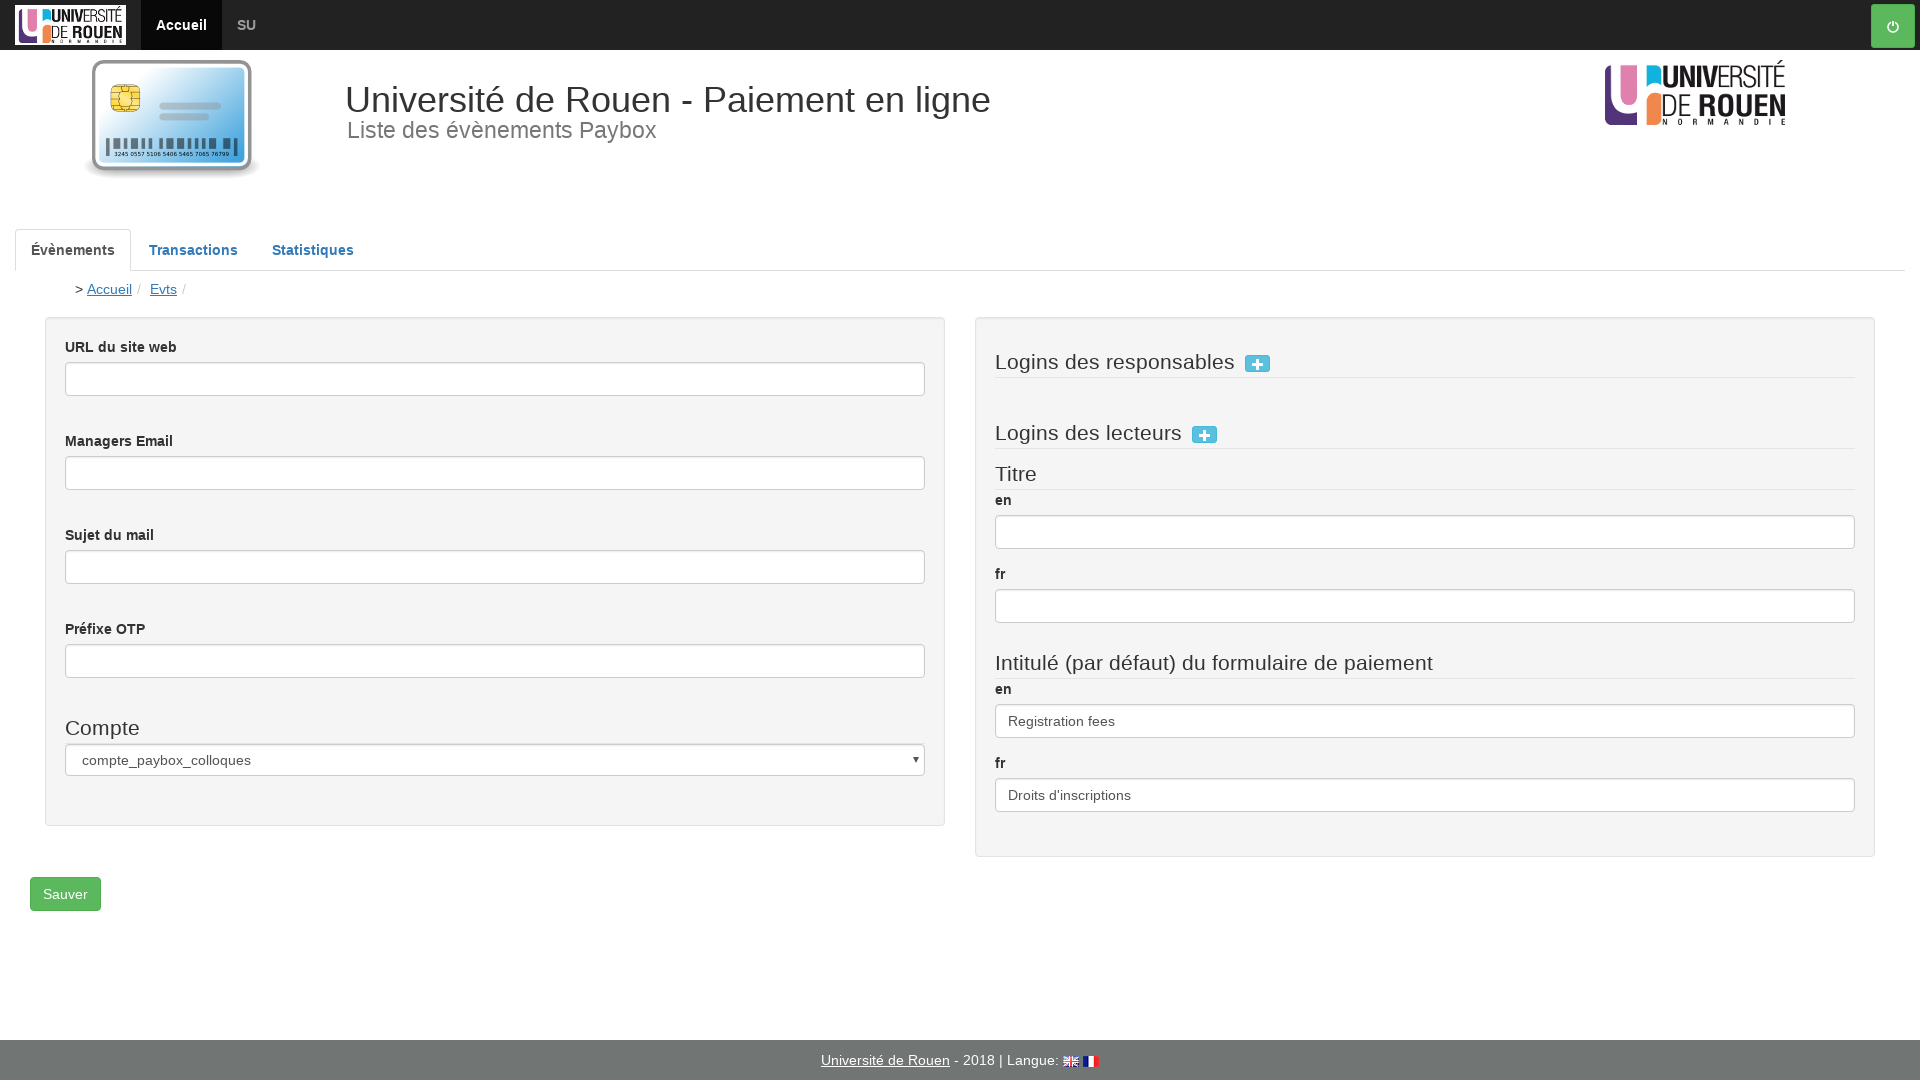 UNIVERSITÉ
DE ROUEN
NORMANDIE
Accueil
SU
3245 0557 5106 5406 5465 7065 76799
Université de Rouen - Paiement en ligne
Liste des évènements Paybox
UNIVERSITÉ
DE ROUEN
NORMANDIE
Évènements
Transactions
Statistiques
> Accueil / Evts /
URL du site web
Managers Email
Sujet du mail
Préfixe OTP
Compte
compte_paybox_colloques
Logins des responsables
Logins des lecteurs
Titre
en
fr
Intitulé (par défaut) du formulaire de paiement
en
Registration fees
fr
Droits d'inscriptions
Sauver
Université de Rouen - 2018 | Langue: